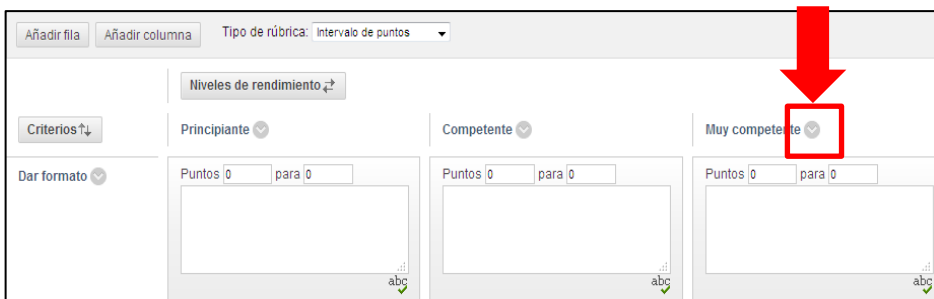 Añadir fila Añadir columna Tipo de rúbrica: Intervalo de puntos
Niveles de rendimiento
Criterios Principiante Competente Muy competente
Dar formato Puntos 0 para 0 Puntos 0 para 0 Puntos 0 para 0
abc abc abc